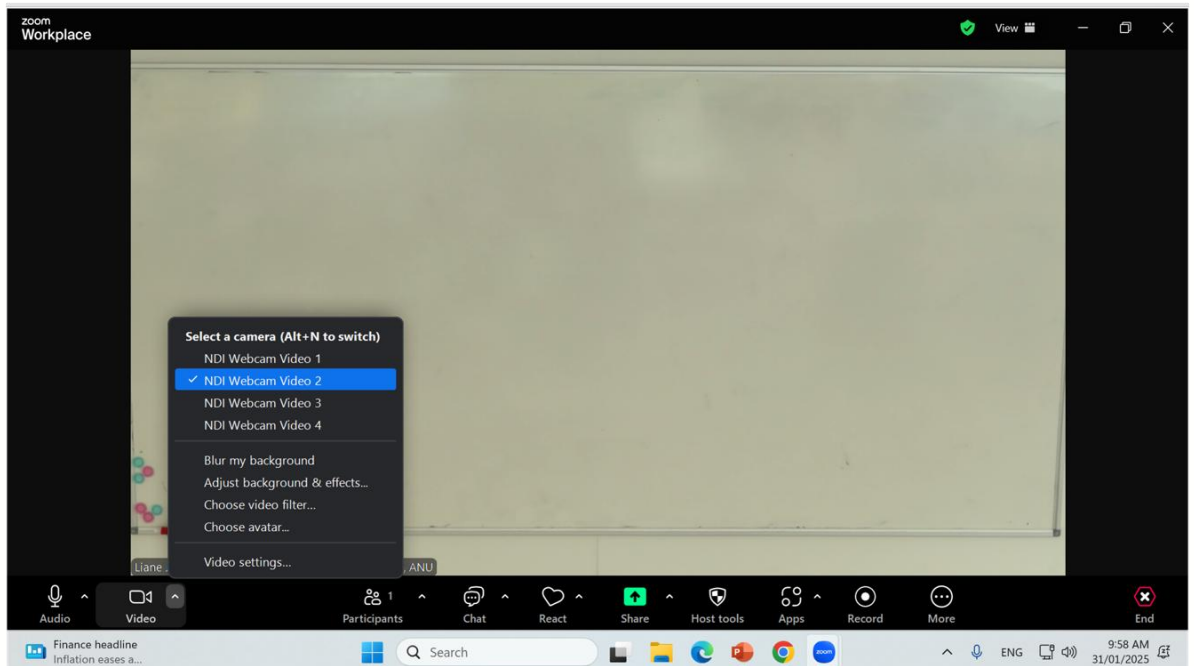 zoom
Workplace
View
Select a camera (Alt+N to switch)
NDI Webcam Video 1
NDI Webcam Video 2
NDI Webcam Video 3
NDI Webcam Video 4
Blur my background
Adjust background & effects...
Choose video filter...
Choose avatar...
Video settings...
Liane
, ANU
Audio
Video
1
Participants
Chat
React
Share
Host tools
Apps
Record
More
End
Finance headline
Inflation eases a...
Search
zoom
ENG
9:58 AM
31/01/2025